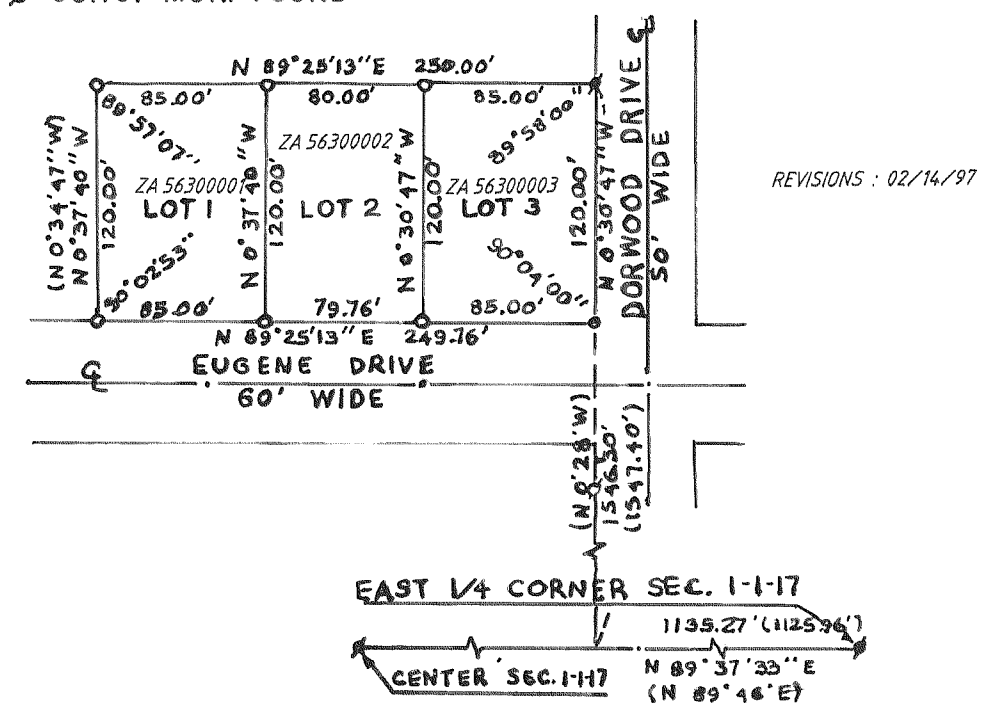 N 89°25'13"E 250.00'
85.00' 80.00' 85.00'
89°57'07"
89°58'00"
(N 0°34'47"W)
N 0°37'40"W
120.00'
N 0°37'40"W
120.00'
N 0°30'47"W
120.00'
120.00'
N 0°30'47"W
DORWOOD DRIVE
50' WIDE
ZA 56300001
LOT 1
ZA 56300002
LOT 2
ZA 56300003
LOT 3
REVISIONS : 02/14/97
90°02'53"
90°04'00"
85.00' 79.76' 85.00'
N 89°25'13"E 249.76'
EUGENE DRIVE
60' WIDE
(N 0°28'W)
1546.30'
(1547.40')
EAST 1/4 CORNER SEC. 1-1-17
1135.27'(1125.96')
N 89°37'33"E
(N 89°46'E)
CENTER SEC. 1-1-17